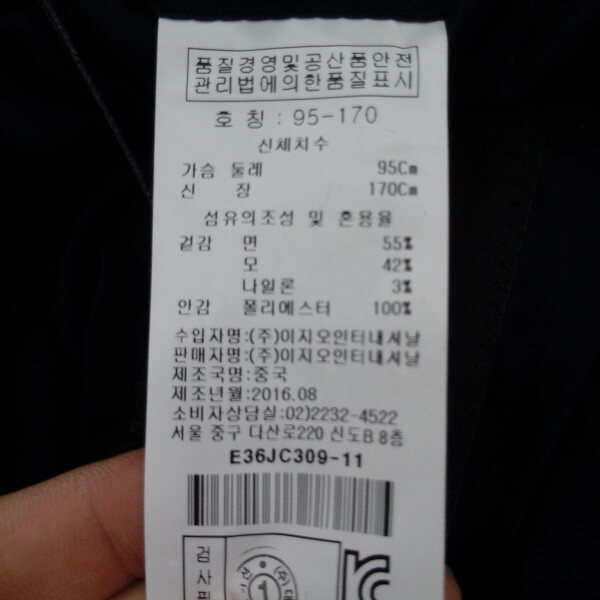 품질경영및공산품안전
관리법에의한품질표시
호 칭 : 95-170
신체치수
가슴 둘레 95Cm
신 장 170Cm
섬유의조성 및 혼용율
겉감 면 55%
모 42%
나일론 3%
안감 폴리에스터 100%
수입자명:(주)이지오인터내셔날
판매자명:(주)이지오인터내셔날
제조국명:중국
제조년월:2016.08
소비자상담실:02)2232-4522
서울 중구 다산로220 신도B 8층
E36JC309-11
검사필
(주)대
1